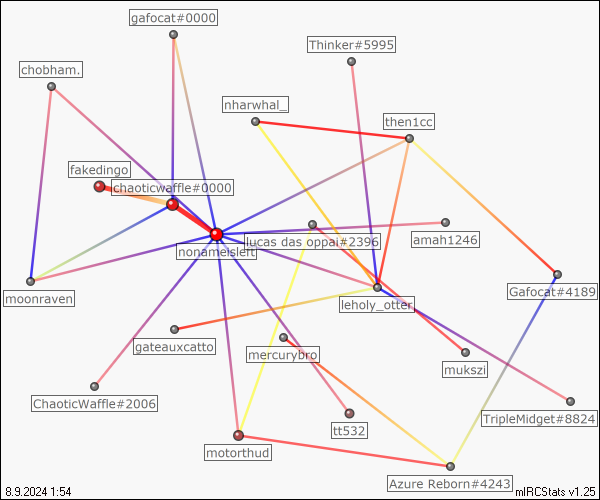 gafocat#0000
Thinker#5995
chobham.
nharwhal_
then1cc
fakedingo
chaoticwaffle#0000
nonameisleft
lucas das oppai#2396
amah1246
moonraven
leholy_otter
Gafocat#4189
gateauxcatto
mercurybro
mukszi
ChaoticWaffle#2006
TripleMidget#8824
tt532
motorthud
Azure Reborn#4243
8.9.2024 1:54
mIRCStats v1.25